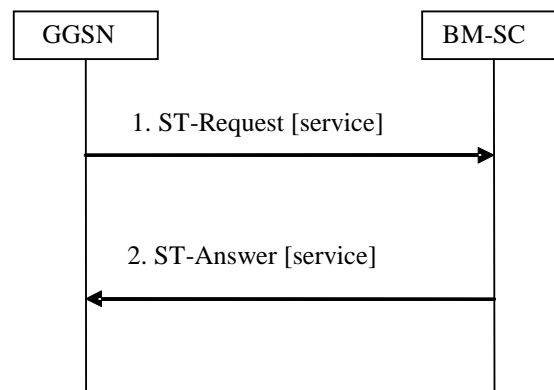 GGSN
BM-SC
1. ST-Request [service]
2. ST-Answer [service]